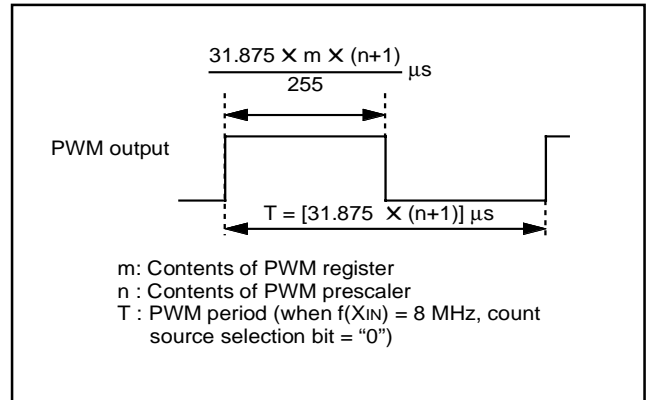 31.875 × m × (n+1)
255
μs
PWM output
T = [31.875 × (n+1)] μs
m: Contents of PWM register
n : Contents of PWM prescaler
T : PWM period (when f(XIN) = 8 MHz, count
source selection bit = “0”)